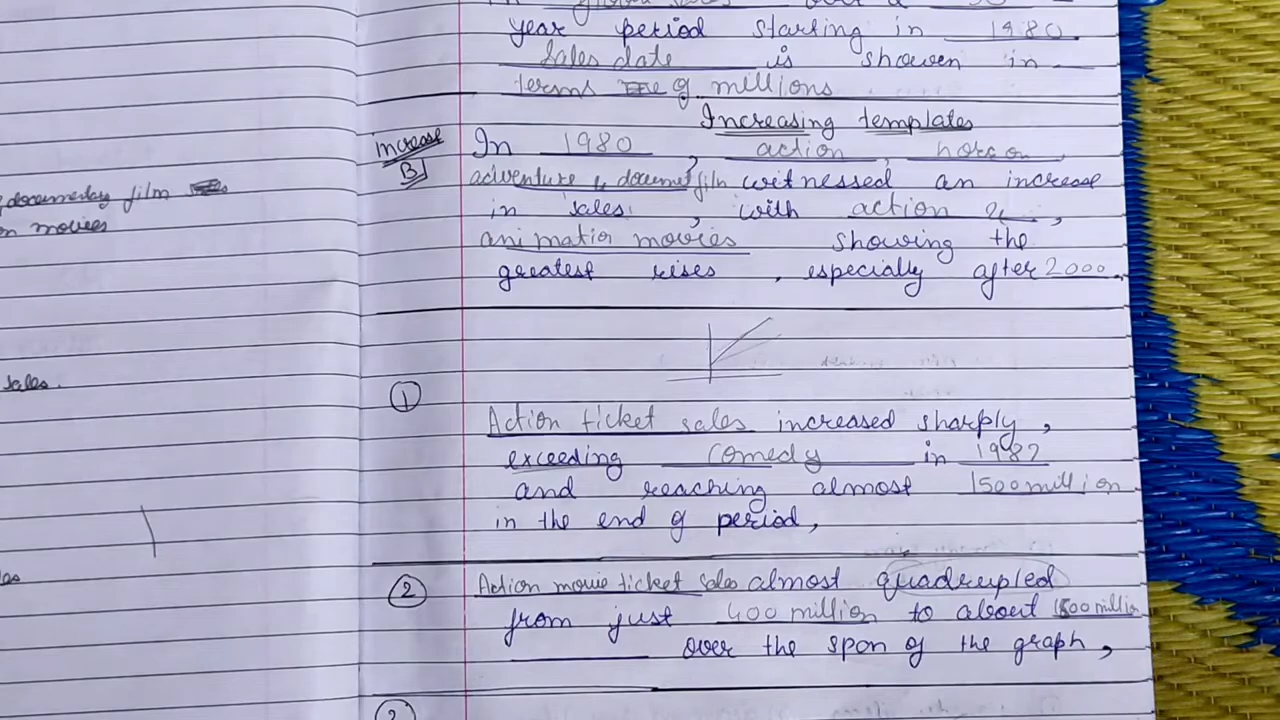 year period starting in 1980
Sales date is shown in
terms of millions
Increasing templates
increase
B
In 1980, action, horror,
adventure & document film witnessed an increase
in sales, with action &,
animation movies showing the
greatest rises, especially after 2000.
documentary film
movies
sales.
1
Action ticket sales increased sharply,
exceeding comedy in 1987
and reaching almost 1500 million
in the end of period,
2
Action movie ticket sales almost quadrupled
from just 400 million to about 1500 million
over the span of the graph,